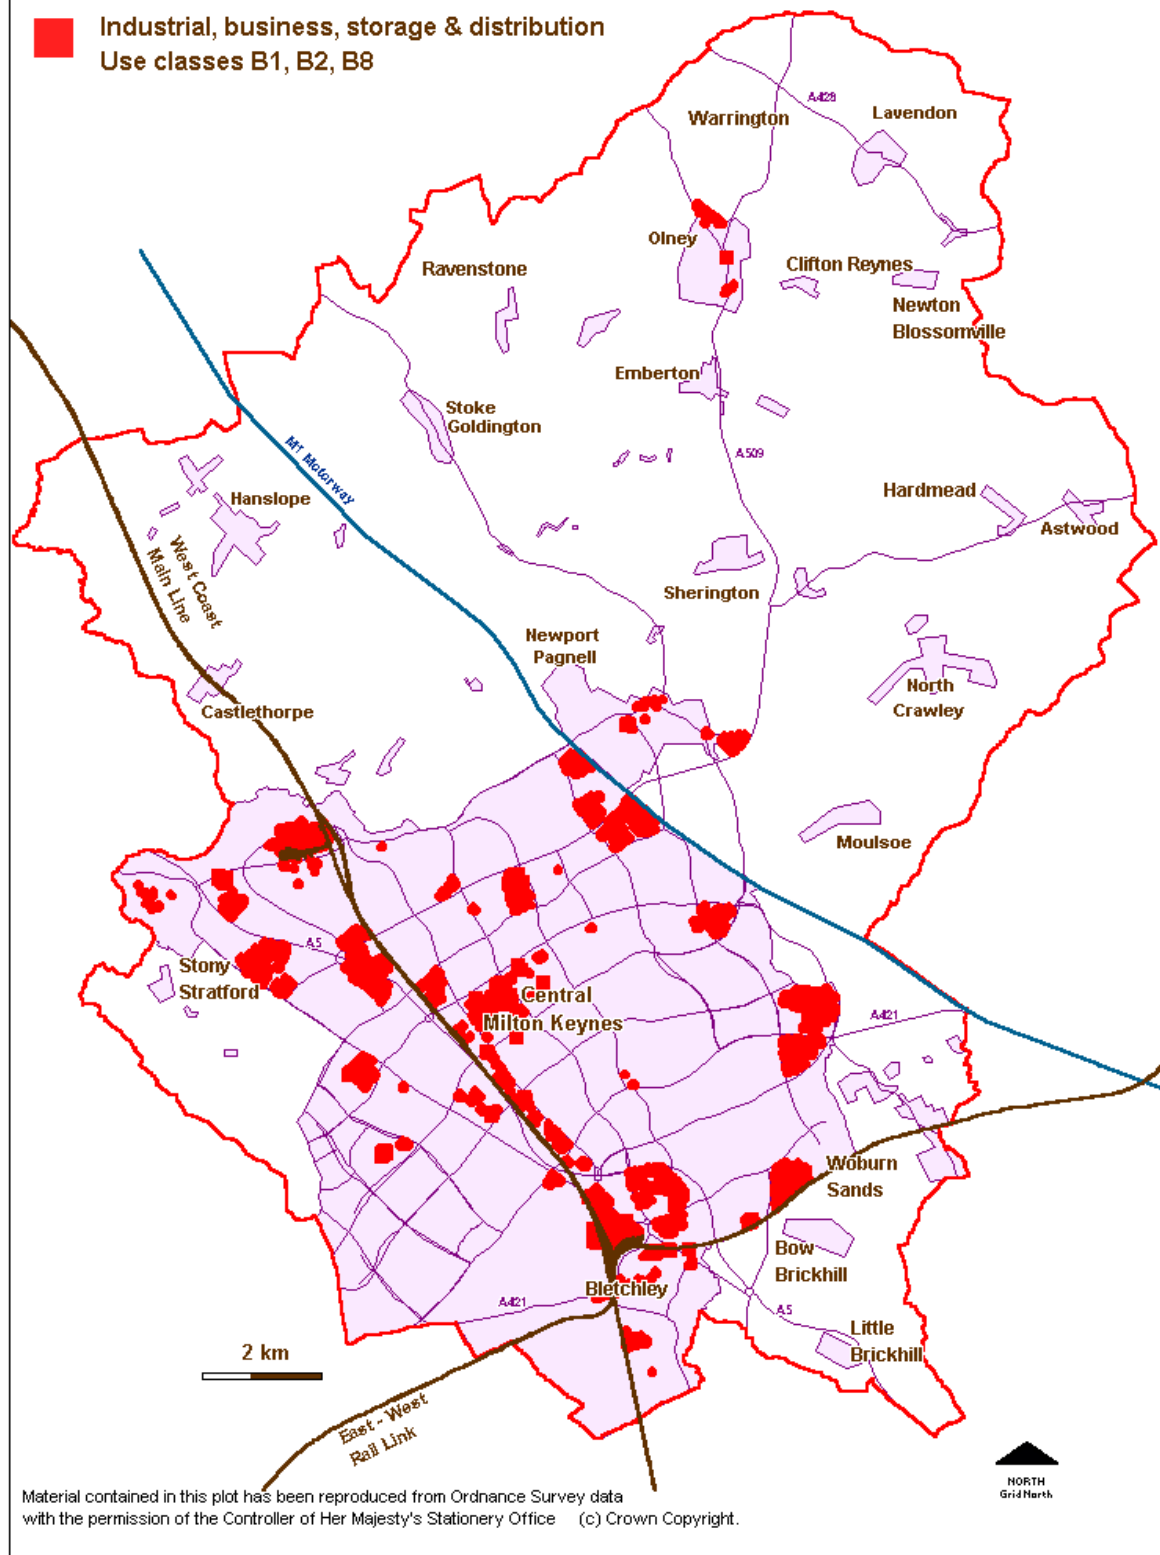 Industrial, business, storage & distribution
Use classes B1, B2, B8
A428
Warrington
Lavendon
Olney
Ravenstone
Clifton Reynes
Newton
Blossomville
Emberton
Stoke
Goldington
M1 Motorway
A509
Hanslope
Hardmead
Astwood
West Coast
Main Line
Sherington
Newport
Pagnell
North
Crawley
Castlethorpe
Moulsoe
A5
Stony
Stratford
Central
Milton Keynes
A421
Woburn
Sands
Bow
Brickhill
Bletchley
A421
A5
Little
Brickhill
2 km
East - West
Rail Link
NORTH
Grid North
Material contained in this plot has been reproduced from Ordnance Survey data
with the permission of the Controller of Her Majesty's Stationery Office (c) Crown Copyright.